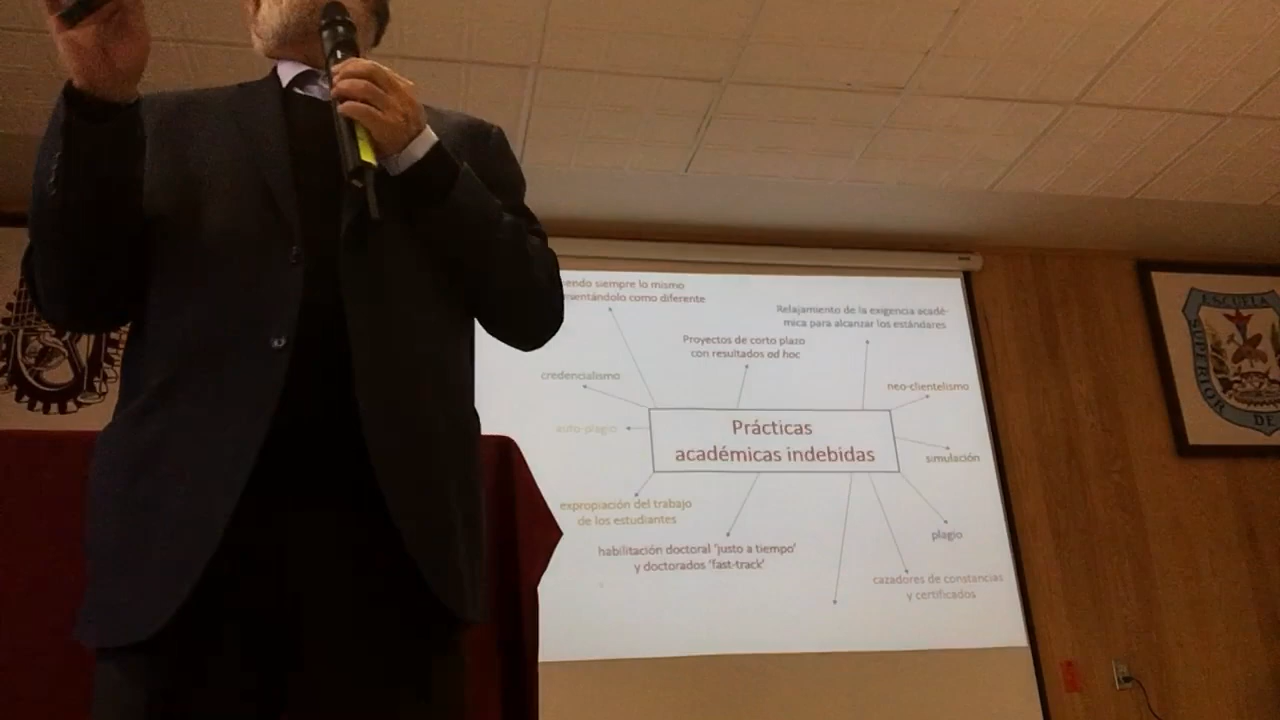 siempre lo mismo
como diferente
Relajamiento de la exigencia acadé-
mica para alcanzar los estándares
Proyectos de corto plazo
con resultados ad hoc
credencialismo
neo-clientelismo
auto-plagio
Prácticas
académicas indebidas
simulación
expropiación del trabajo
de los estudiantes
plagio
habilitación doctoral 'justo a tiempo'
y doctorados 'fast-track'
cazadores de constancias
y certificados
ESCUELA
SUPERIOR
DE